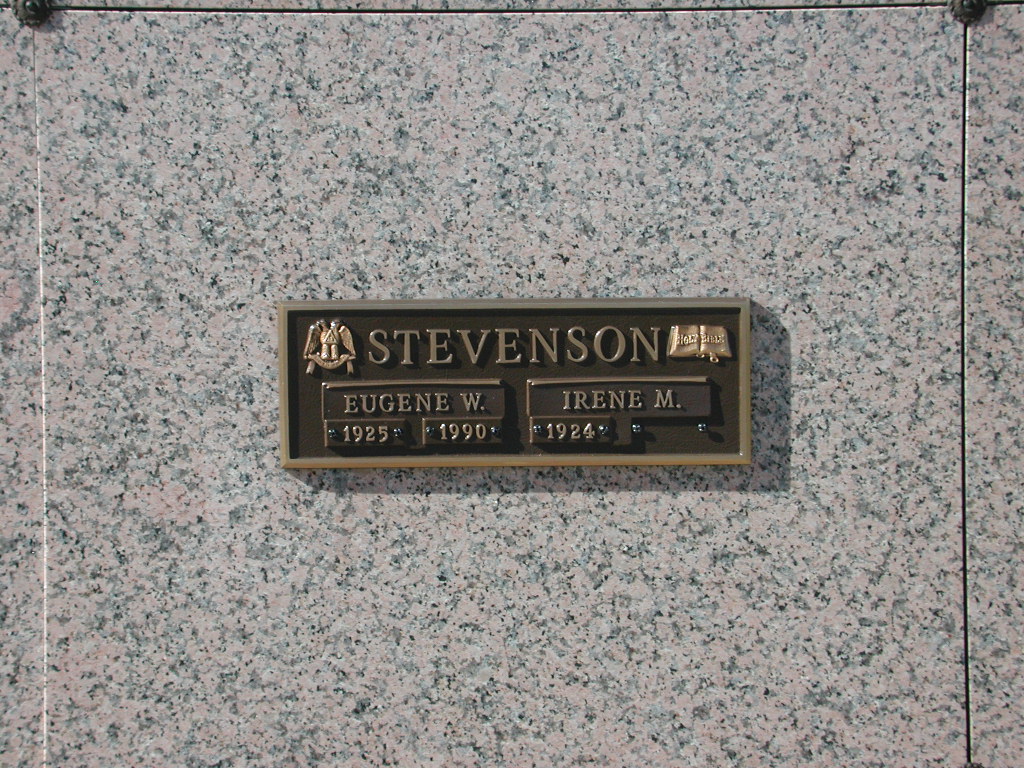 STEVENSON
HOLY BIBLE
EUGENE W.
IRENE M.
1925 1990
1924